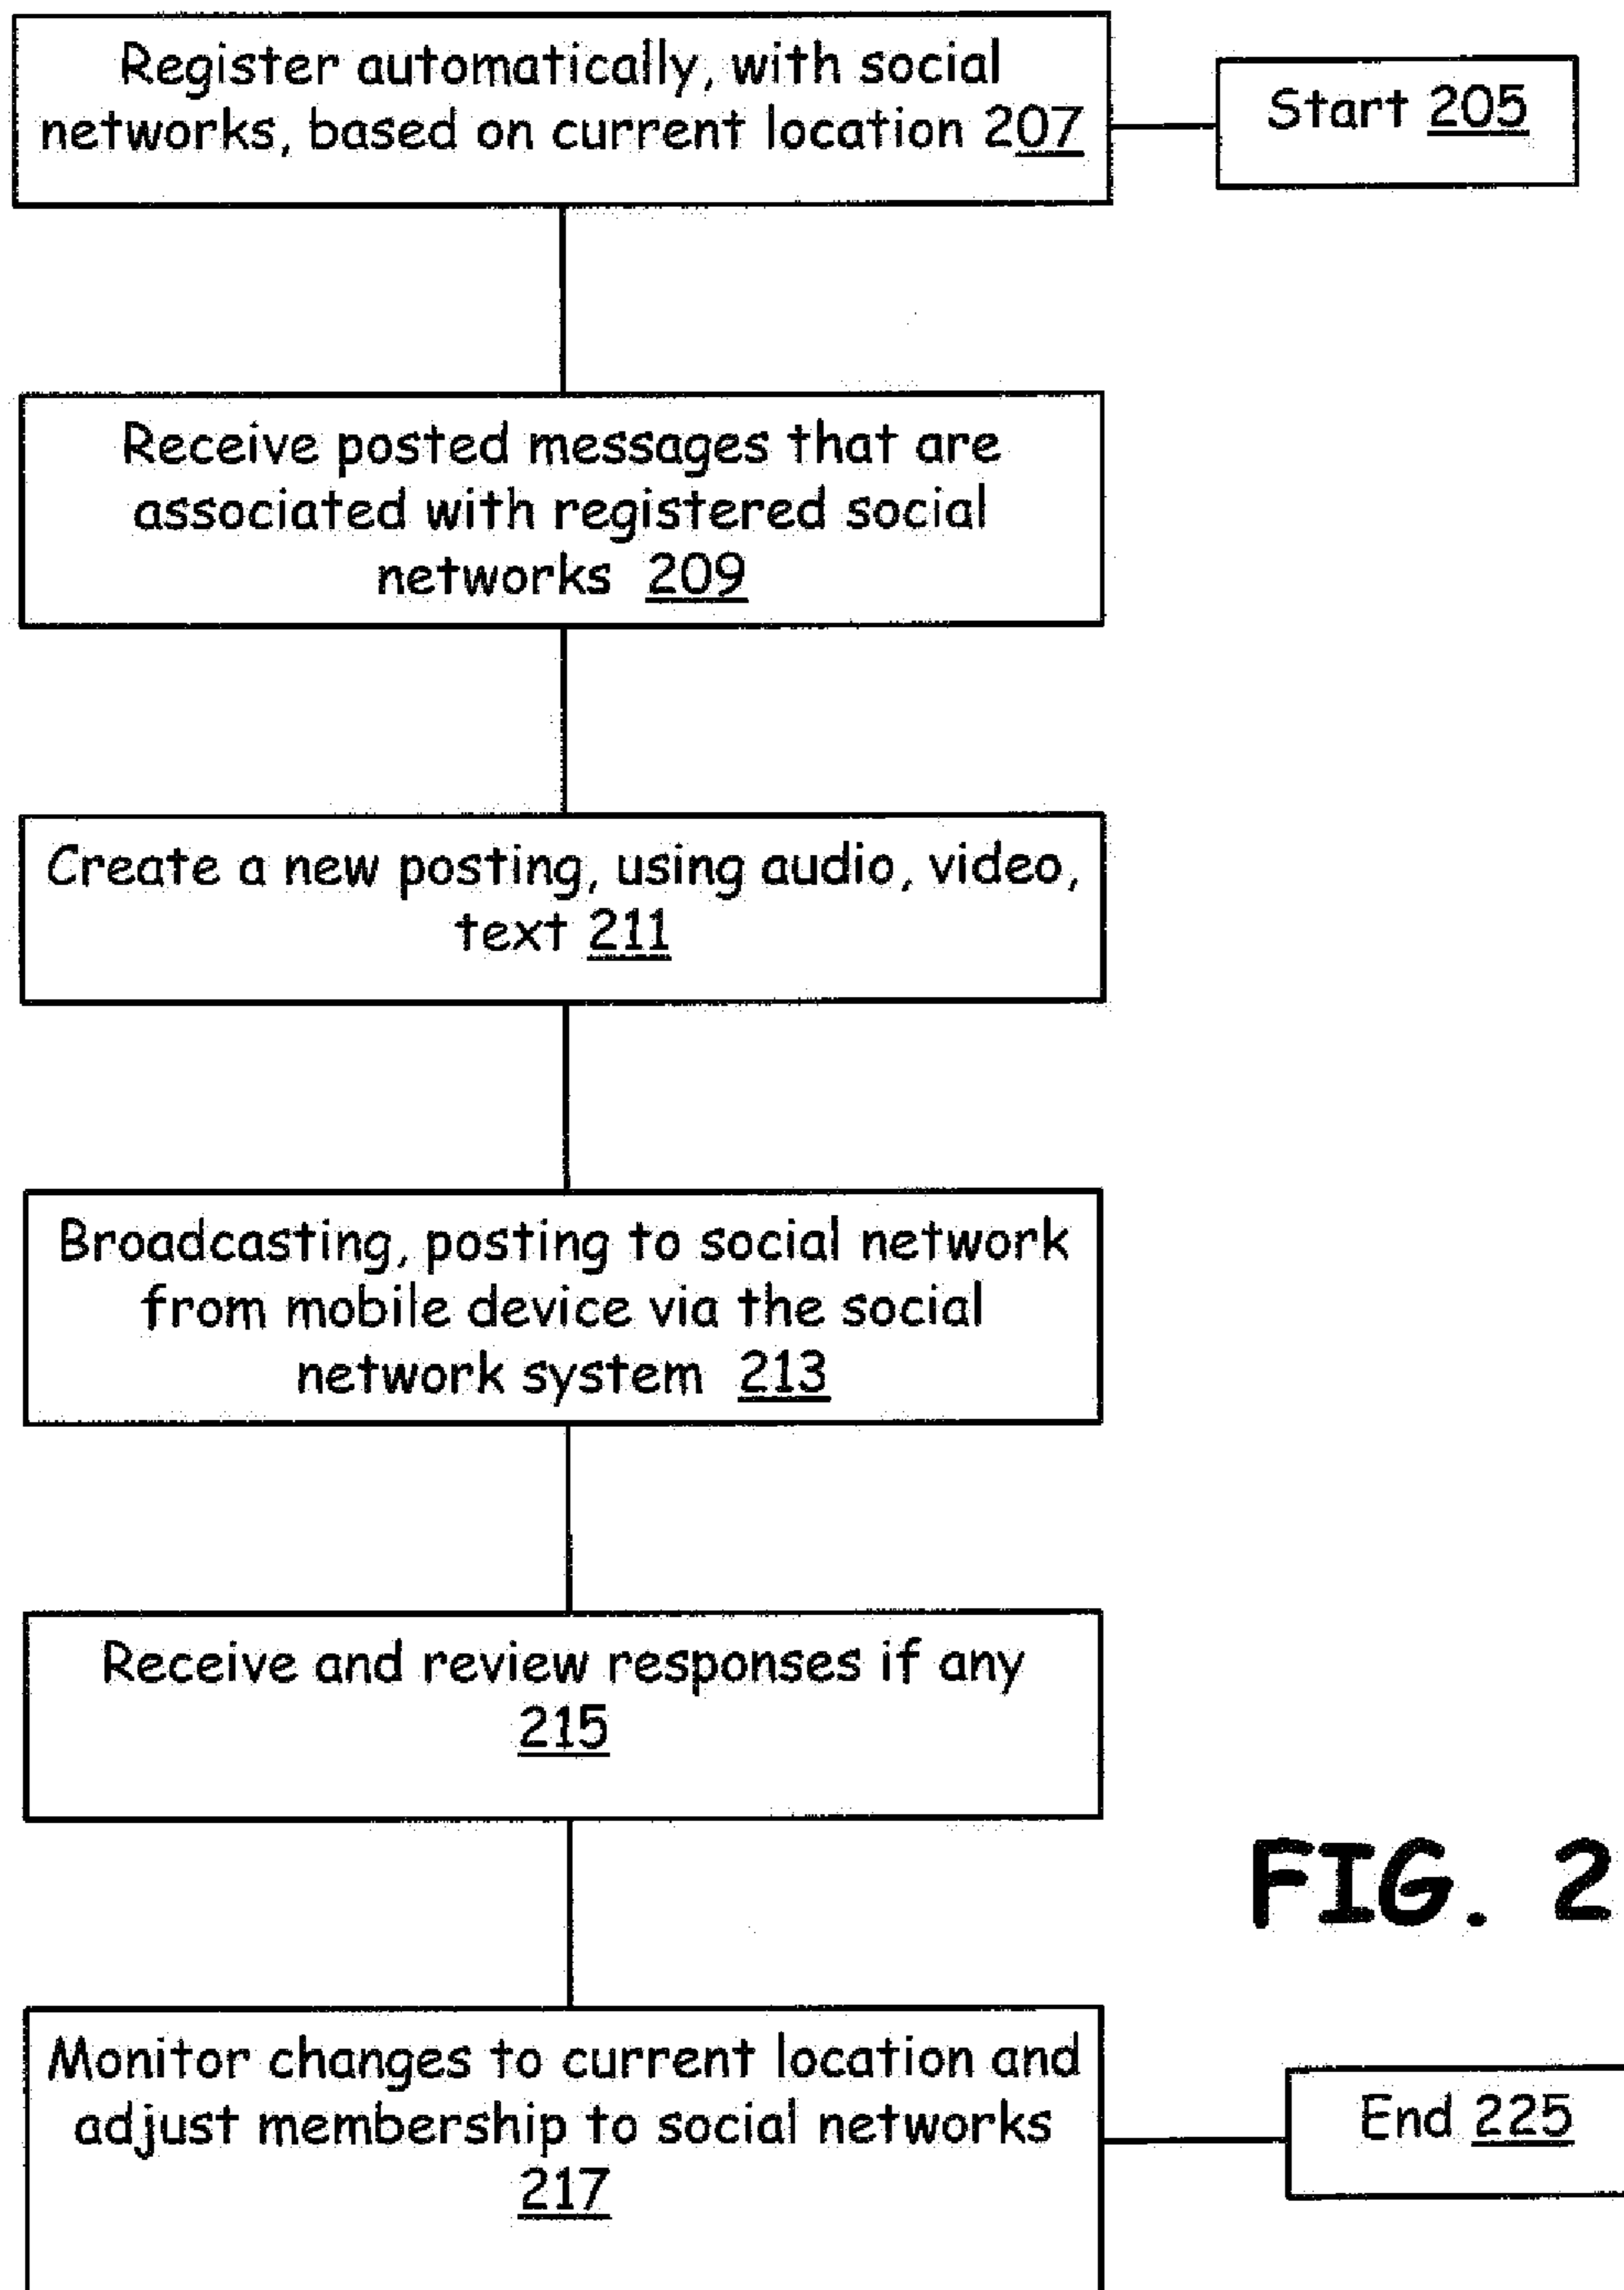 Register automatically, with social
networks, based on current location 207
Start 205
Receive posted messages that are
associated with registered social
networks 209
Create a new posting, using audio, video,
text 211
Broadcasting, posting to social network
from mobile device via the social
network system 213
Receive and review responses if any
215
FIG. 2
Monitor changes to current location and
adjust membership to social networks
217
End 225